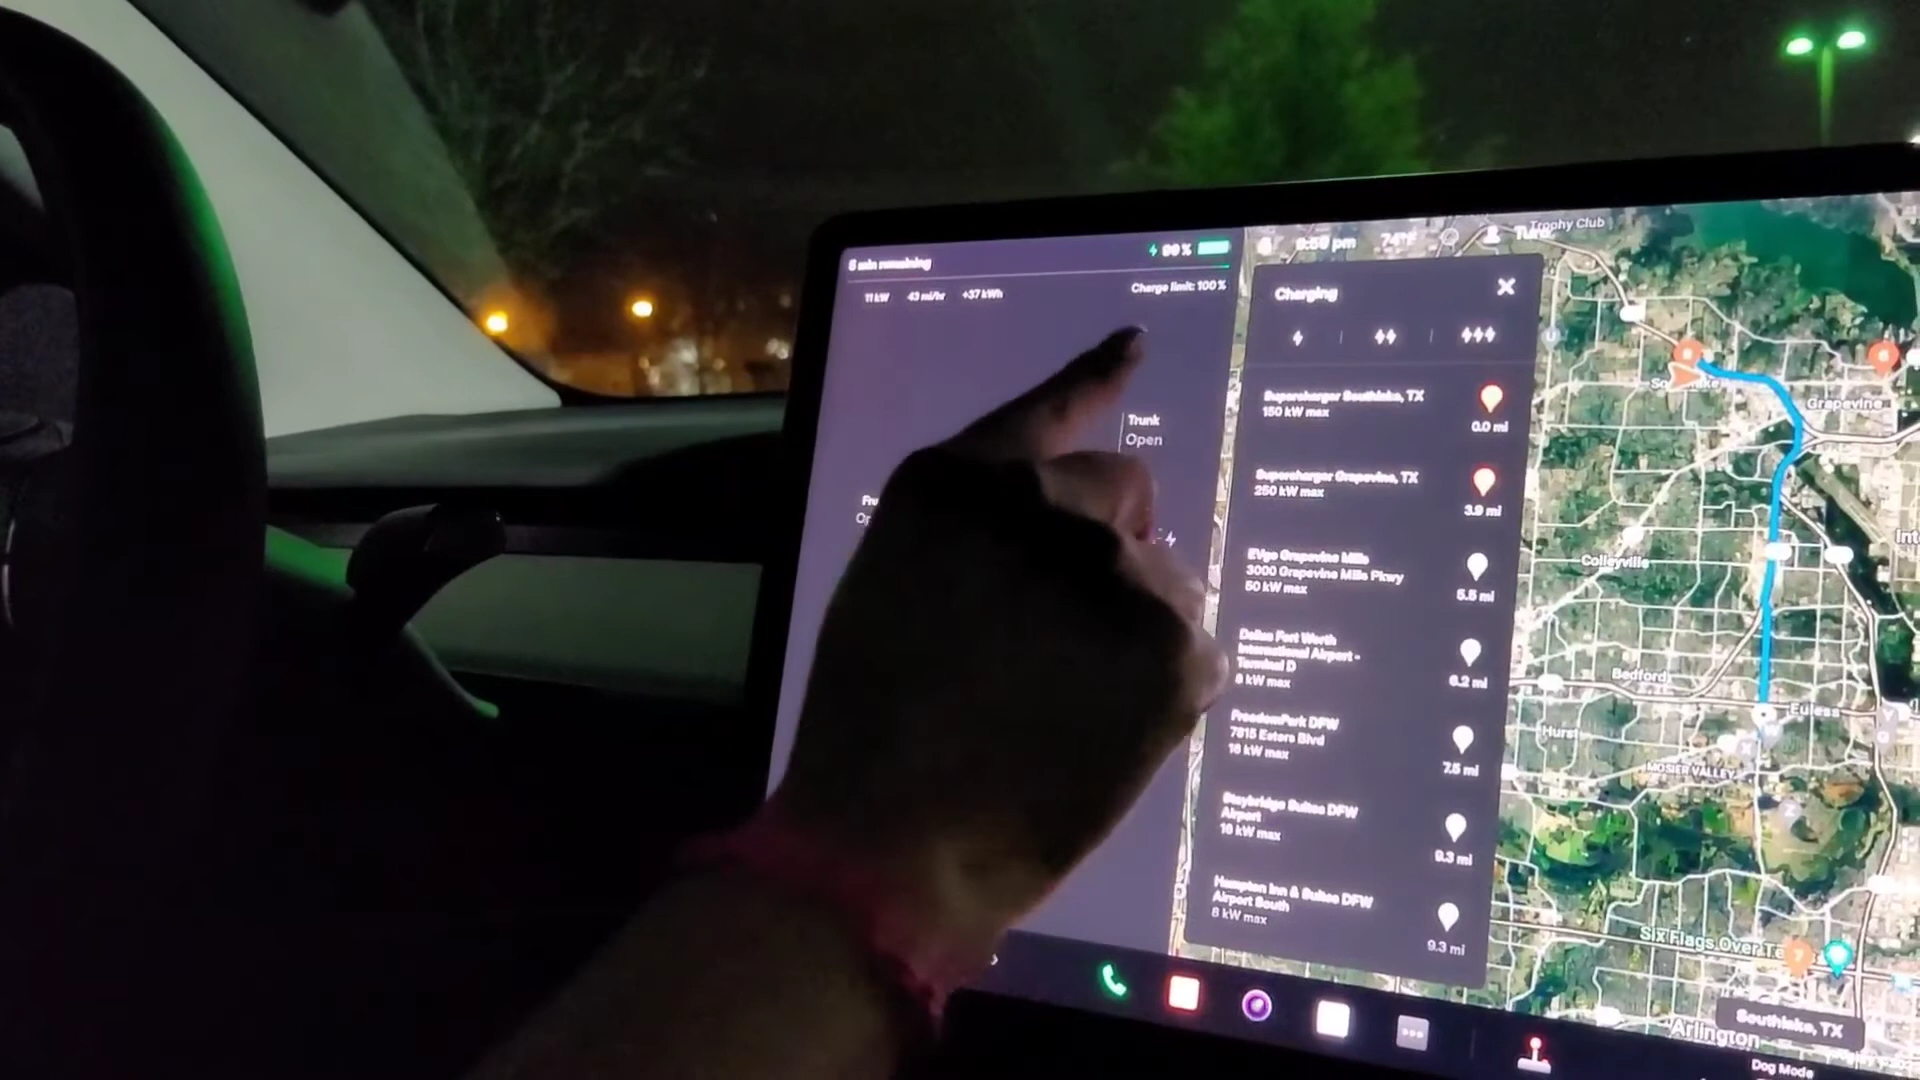 5 min remaining
11 kW 43 mi/hr +37 kWh
Charge limit: 100%
Trunk
Open
pm
74°F
Trophy Club
Charging
Supercharger Southlake, TX
150 kW max
0.0 mi
Supercharger Grapevine, TX
250 kW max
3.9 mi
EVgo Grapevine Mills
3000 Grapevine Mills Pkwy
50 kW max
5.5 mi
Dallas Fort Worth
International Airport -
Terminal D
8 kW max
6.2 mi
FreedomPark DFW
7815 Esters Blvd
16 kW max
7.5 mi
Staybridge Suites DFW
Airport
16 kW max
9.3 mi
Hampton Inn & Suites DFW
Airport South
8 kW max
9.3 mi
Grapevine
Colleyville
Bedford
Euless
Hurst
MOSIER VALLEY
Six Flags Over Te
Southlake, TX
Arlington
Dog Mode